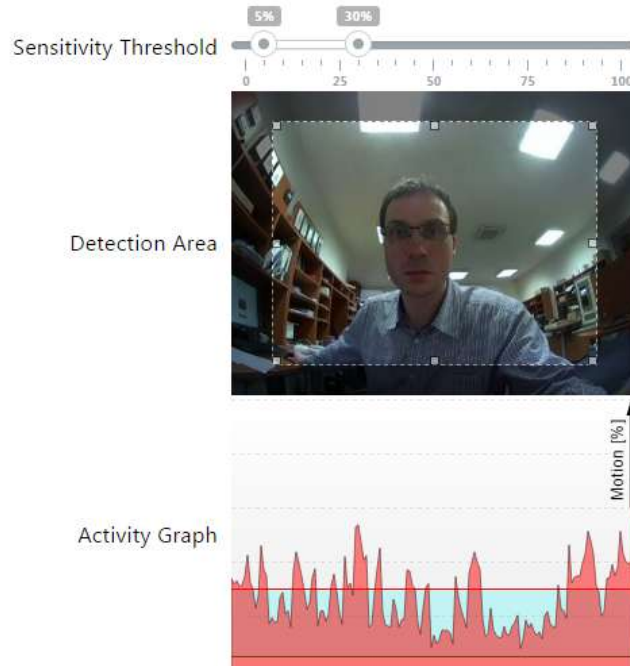 5% 30%
Sensitivity Threshold
0 25 50 75 100
Detection Area
Motion [%]
Activity Graph